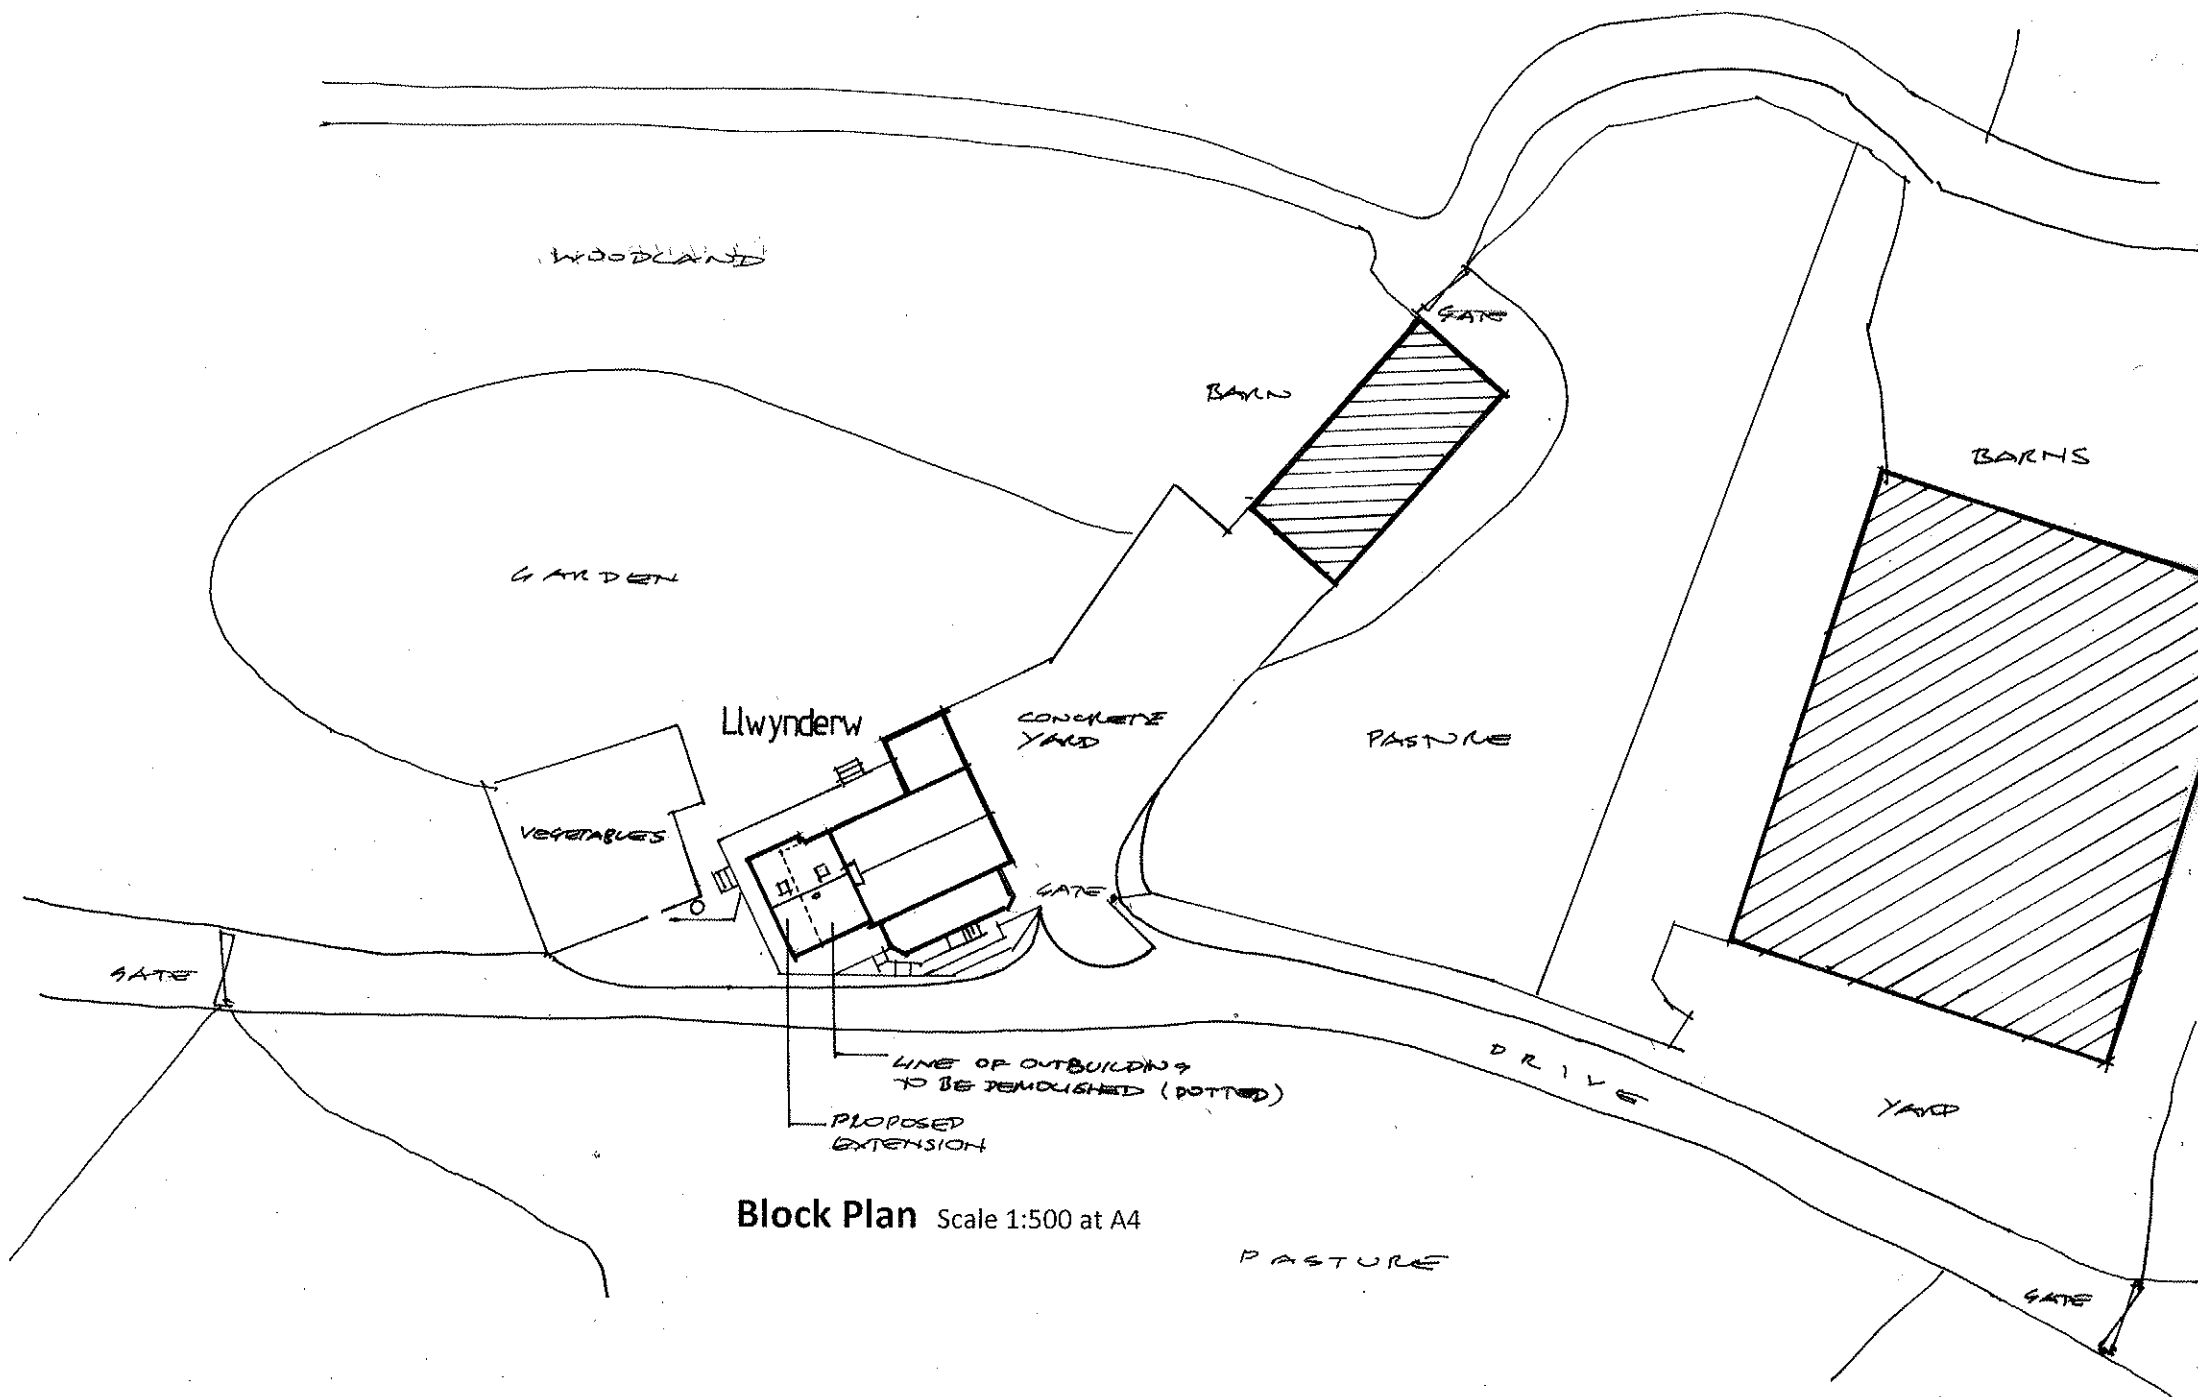 WOODLAND
GATE
BARN
BARNS
GARDEN
Llwynderw
CONCRETE
YARD
PASTURE
VEGETABLES
GATE
GATE
LINE OF OUTBUILDING
TO BE DEMOLISHED (DOTTED)
DRIVE
YARD
PROPOSED
EXTENSION
Block Plan Scale 1:500 at A4
PASTURE
GATE